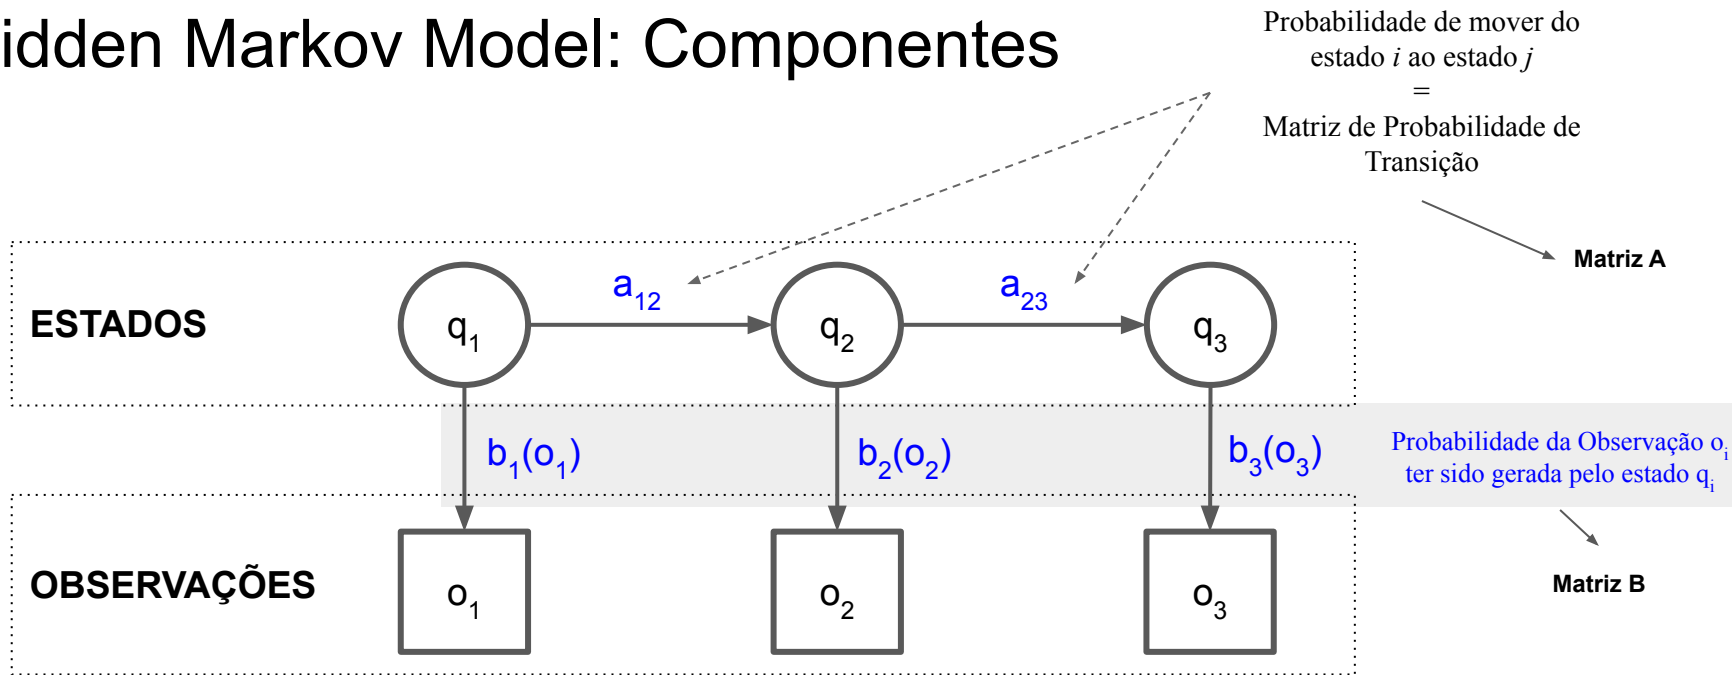 idden Markov Model: Componentes
Probabilidade de mover do
estado i ao estado j
=
Matriz de Probabilidade de
Transição
Matriz A
ESTADOS
q₁
a₁₂
q₂
a₂₃
q₃
b₁(o₁)
b₂(o₂)
b₃(o₃)
Probabilidade da Observação oᵢ
ter sido gerada pelo estado qᵢ
OBSERVAÇÕES
o₁
o₂
o₃
Matriz B